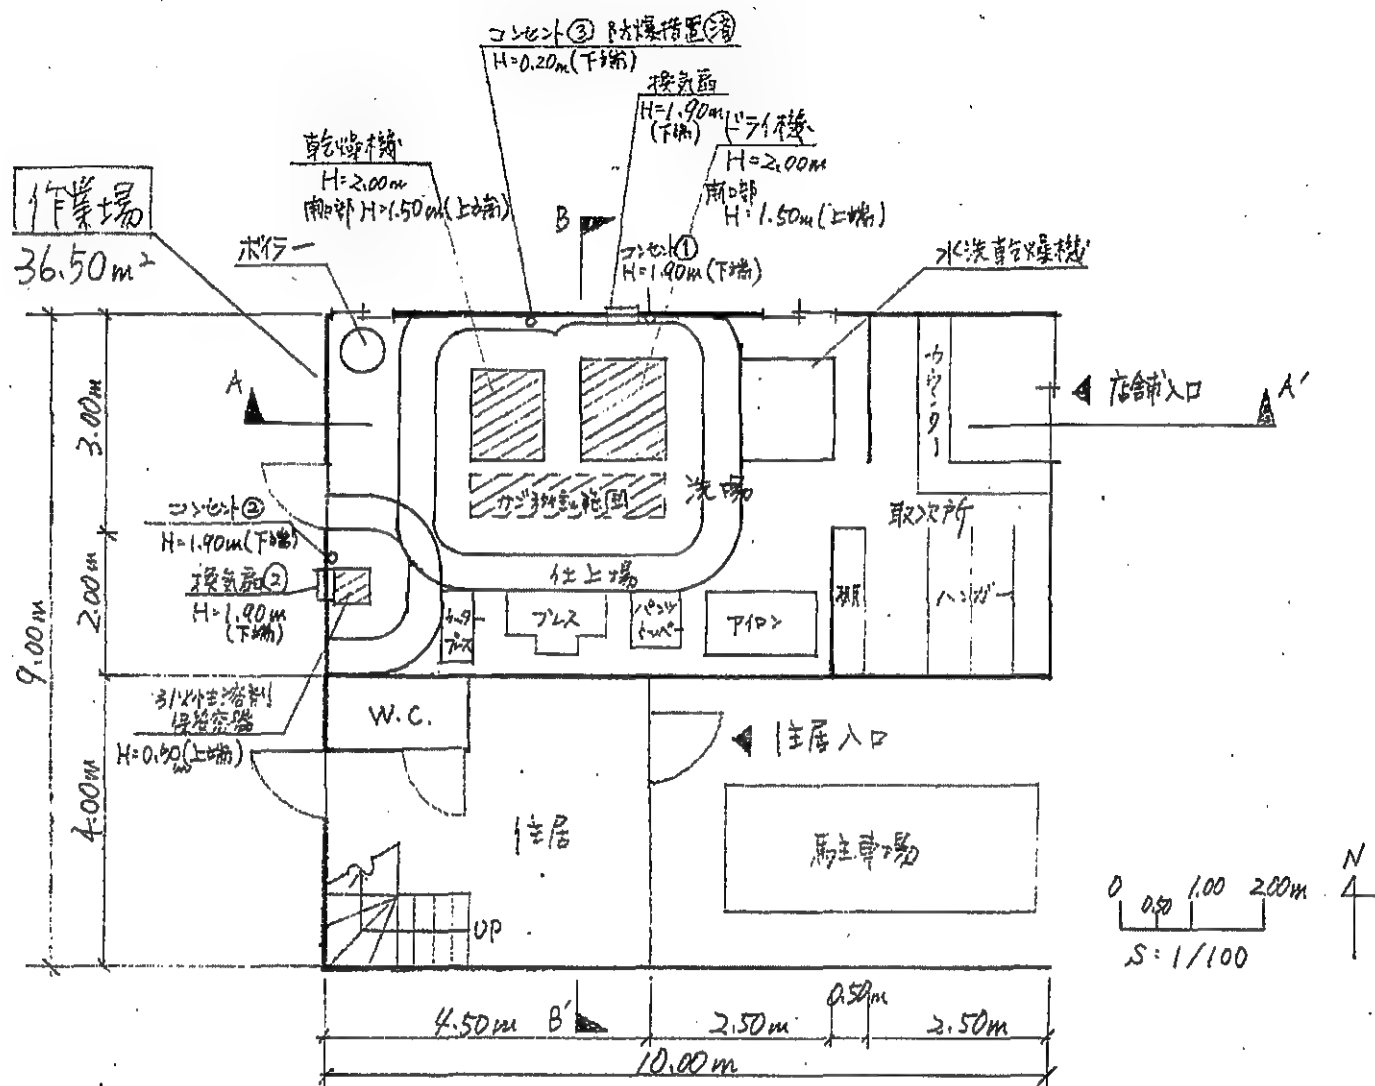 コンセント③ 防爆措置済
H=0.20m(下端)
換気扇
H=1.90m
(下端)
ドライ機
H=2.00m
開口部
H=1.50m(上端)
乾燥機
H=2.00m
開口部 H=1.50m(上端)
作業場
36.50m²
ボイラー
B
コンセント①
H=1.90m(下端)
水洗乾燥機
カウンター
A
店舗入口
A'
3.00m
洗場
取次所
コンセント②
H=1.90m(下端)
換気扇②
H=1.90m
(下端)
仕上場
プレス
パンツ
トッパー
アイロン
棚
ハンガー
2.00m
9.00m
引火性溶剤
保管容器
H=0.50m(上端)
W.C.
住居入口
4.00m
住居
駐車場
UP
N
0 0.50 1.00 2.00m
S:1/100
4.50m
B'
2.50m
0.50m
2.50m
10.00m